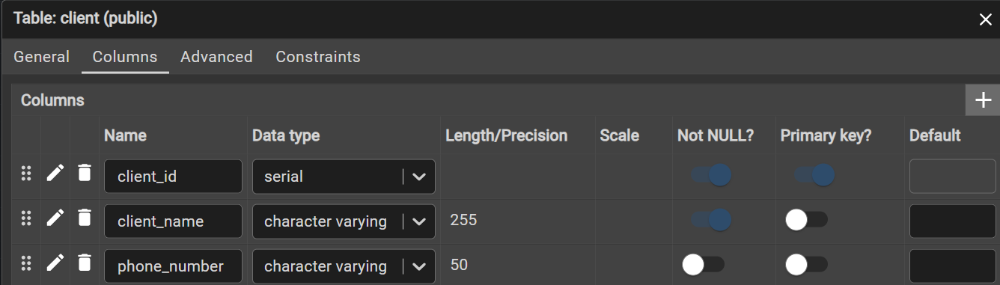 Table: client (public)
General Columns Advanced Constraints
Columns
Name Data type Length/Precision Scale Not NULL? Primary key? Default
client_id serial
client_name character varying 255
phone_number character varying 50